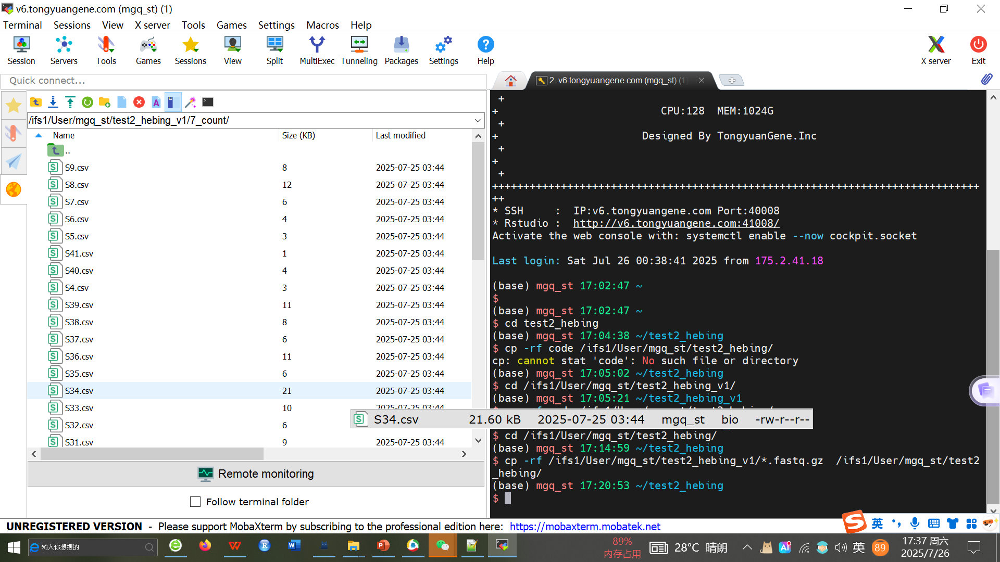 v6.tongyuangene.com (mgq_st) (1)
Terminal Sessions View X server Tools Games Settings Macros Help
Session Servers Tools Games Sessions View Split MultiExec Tunneling Packages Settings Help X server Exit
Quick connect...
2. v6.tongyuangene.com (mgq_st) (1)
/ifs1/User/mgq_st/test2_hebing_v1/7_count/
Name Size (KB) Last modified
..
S9.csv 8 2025-07-25 03:44
S8.csv 12 2025-07-25 03:44
S7.csv 6 2025-07-25 03:44
S6.csv 4 2025-07-25 03:44
S5.csv 3 2025-07-25 03:44
S41.csv 1 2025-07-25 03:44
S40.csv 4 2025-07-25 03:44
S4.csv 3 2025-07-25 03:44
S39.csv 11 2025-07-25 03:44
S38.csv 8 2025-07-25 03:44
S37.csv 6 2025-07-25 03:44
S36.csv 11 2025-07-25 03:44
S35.csv 6 2025-07-25 03:44
S34.csv 21 2025-07-25 03:44
S33.csv 10 2025-07-25 03:44
S32.csv 6
S31.csv 9 2025-07-25 03:44
S34.csv 21.60 kB 2025-07-25 03:44 mgq_st bio -rw-r--r--
Remote monitoring
Follow terminal folder
+
+ CPU:128 MEM:1024G
+
+ Designed By TongyuanGene.Inc
+
+
+
++++++++++++++++++++++++++++++++++++++++++++++++++++++++++++++++++++++++++++++
++
* SSH : IP:v6.tongyuangene.com Port:40008
* Rstudio : http://v6.tongyuangene.com:41008/
Activate the web console with: systemctl enable --now cockpit.socket
Last login: Sat Jul 26 00:38:41 2025 from 175.2.41.18
(base) mgq_st 17:02:47 ~
$
(base) mgq_st 17:02:47 ~
$ cd test2_hebing
(base) mgq_st 17:04:38 ~/test2_hebing
$ cp -rf code /ifs1/User/mgq_st/test2_hebing/
cp: cannot stat 'code': No such file or directory
(base) mgq_st 17:05:02 ~/test2_hebing
$ cd /ifs1/User/mgq_st/test2_hebing_v1/
(base) mgq_st 17:05:21 ~/test2_hebing_v1
$ cd /ifs1/User/mgq_st/test2_hebing/
(base) mgq_st 17:14:59 ~/test2_hebing
$ cp -rf /ifs1/User/mgq_st/test2_hebing_v1/*.fastq.gz /ifs1/User/mgq_st/test2
_hebing/
(base) mgq_st 17:20:53 ~/test2_hebing
$
UNREGISTERED VERSION - Please support MobaXterm by subscribing to the professional edition here: https://mobaxterm.mobatek.net
英
输入你想搜的
89%
内存占用
28°C 晴朗
英
89
17:37 周六
2025/7/26